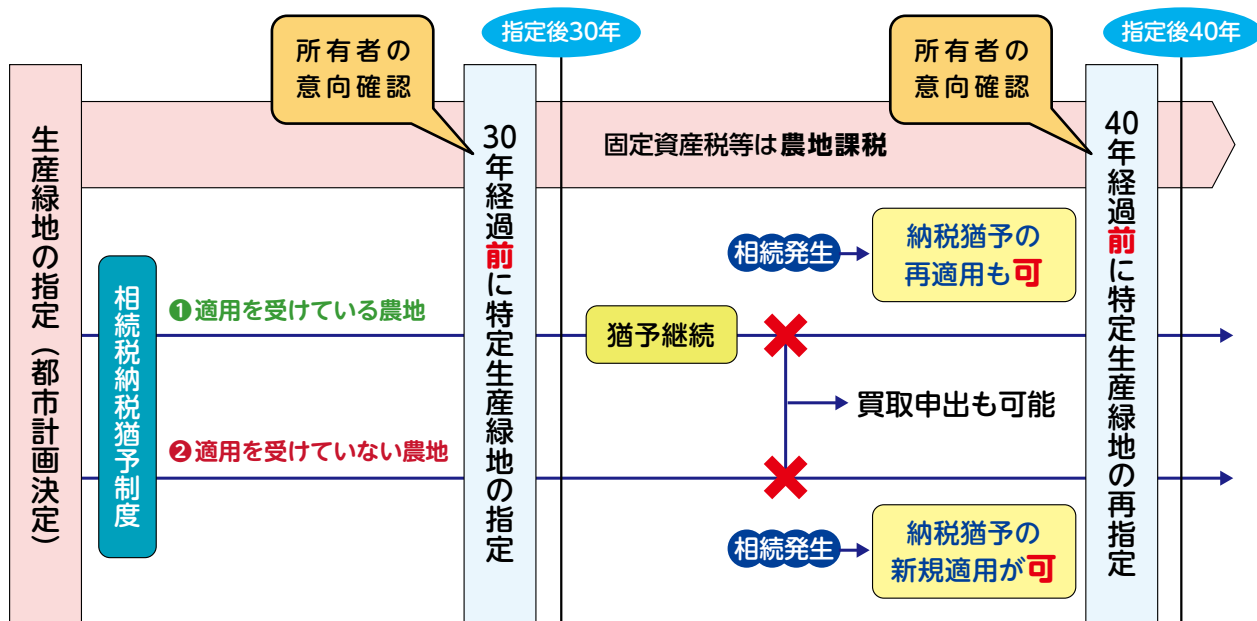 指定後30年
指定後40年
所有者の
意向確認
所有者の
意向確認
生産緑地の指定（都市計画決定）
固定資産税等は農地課税
30年経過前に特定生産緑地の指定
40年経過前に特定生産緑地の再指定
相続税納税猶予制度
相続発生
納税猶予の
再適用も可
❶適用を受けている農地
猶予継続
買取申出も可能
❷適用を受けていない農地
相続発生
納税猶予の
新規適用が可